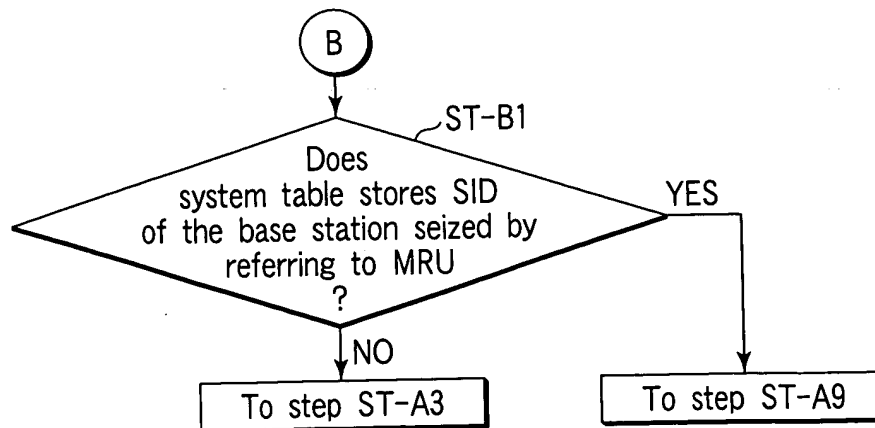 B
ST-B1
Does
system table stores SID
of the base station seized by
referring to MRU
?
YES
NO
To step ST-A3
To step ST-A9